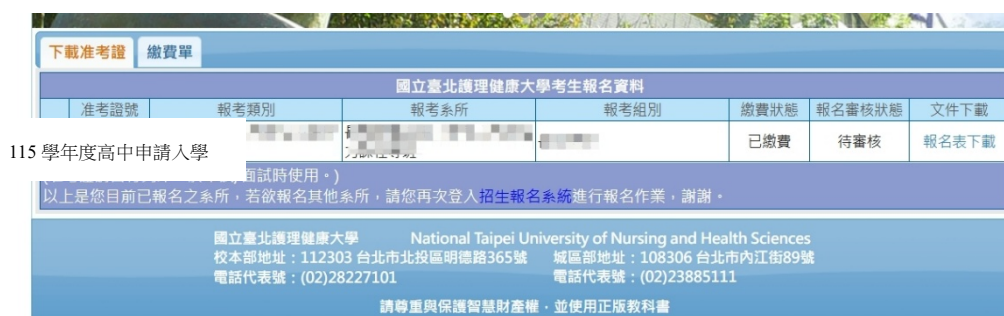 下載准考證 繳費單
國立臺北護理健康大學考生報名資料
准考證號 報考類別 報考系所 報考組別 繳費狀態 報名審核狀態 文件下載
115 學年度高中申請入學 已繳費 待審核 報名表下載
面試時使用。)
以上是您目前已報名之系所,若欲報名其他系所,請您再次登入招生報名系統進行報名作業,謝謝。
國立臺北護理健康大學 National Taipei University of Nursing and Health Sciences
校本部地址:112303 台北市北投區明德路365號 城區部地址:108306 台北市內江街89號
電話代表號:(02)28227101 電話代表號:(02)23885111
請尊重與保護智慧財產權,並使用正版教科書